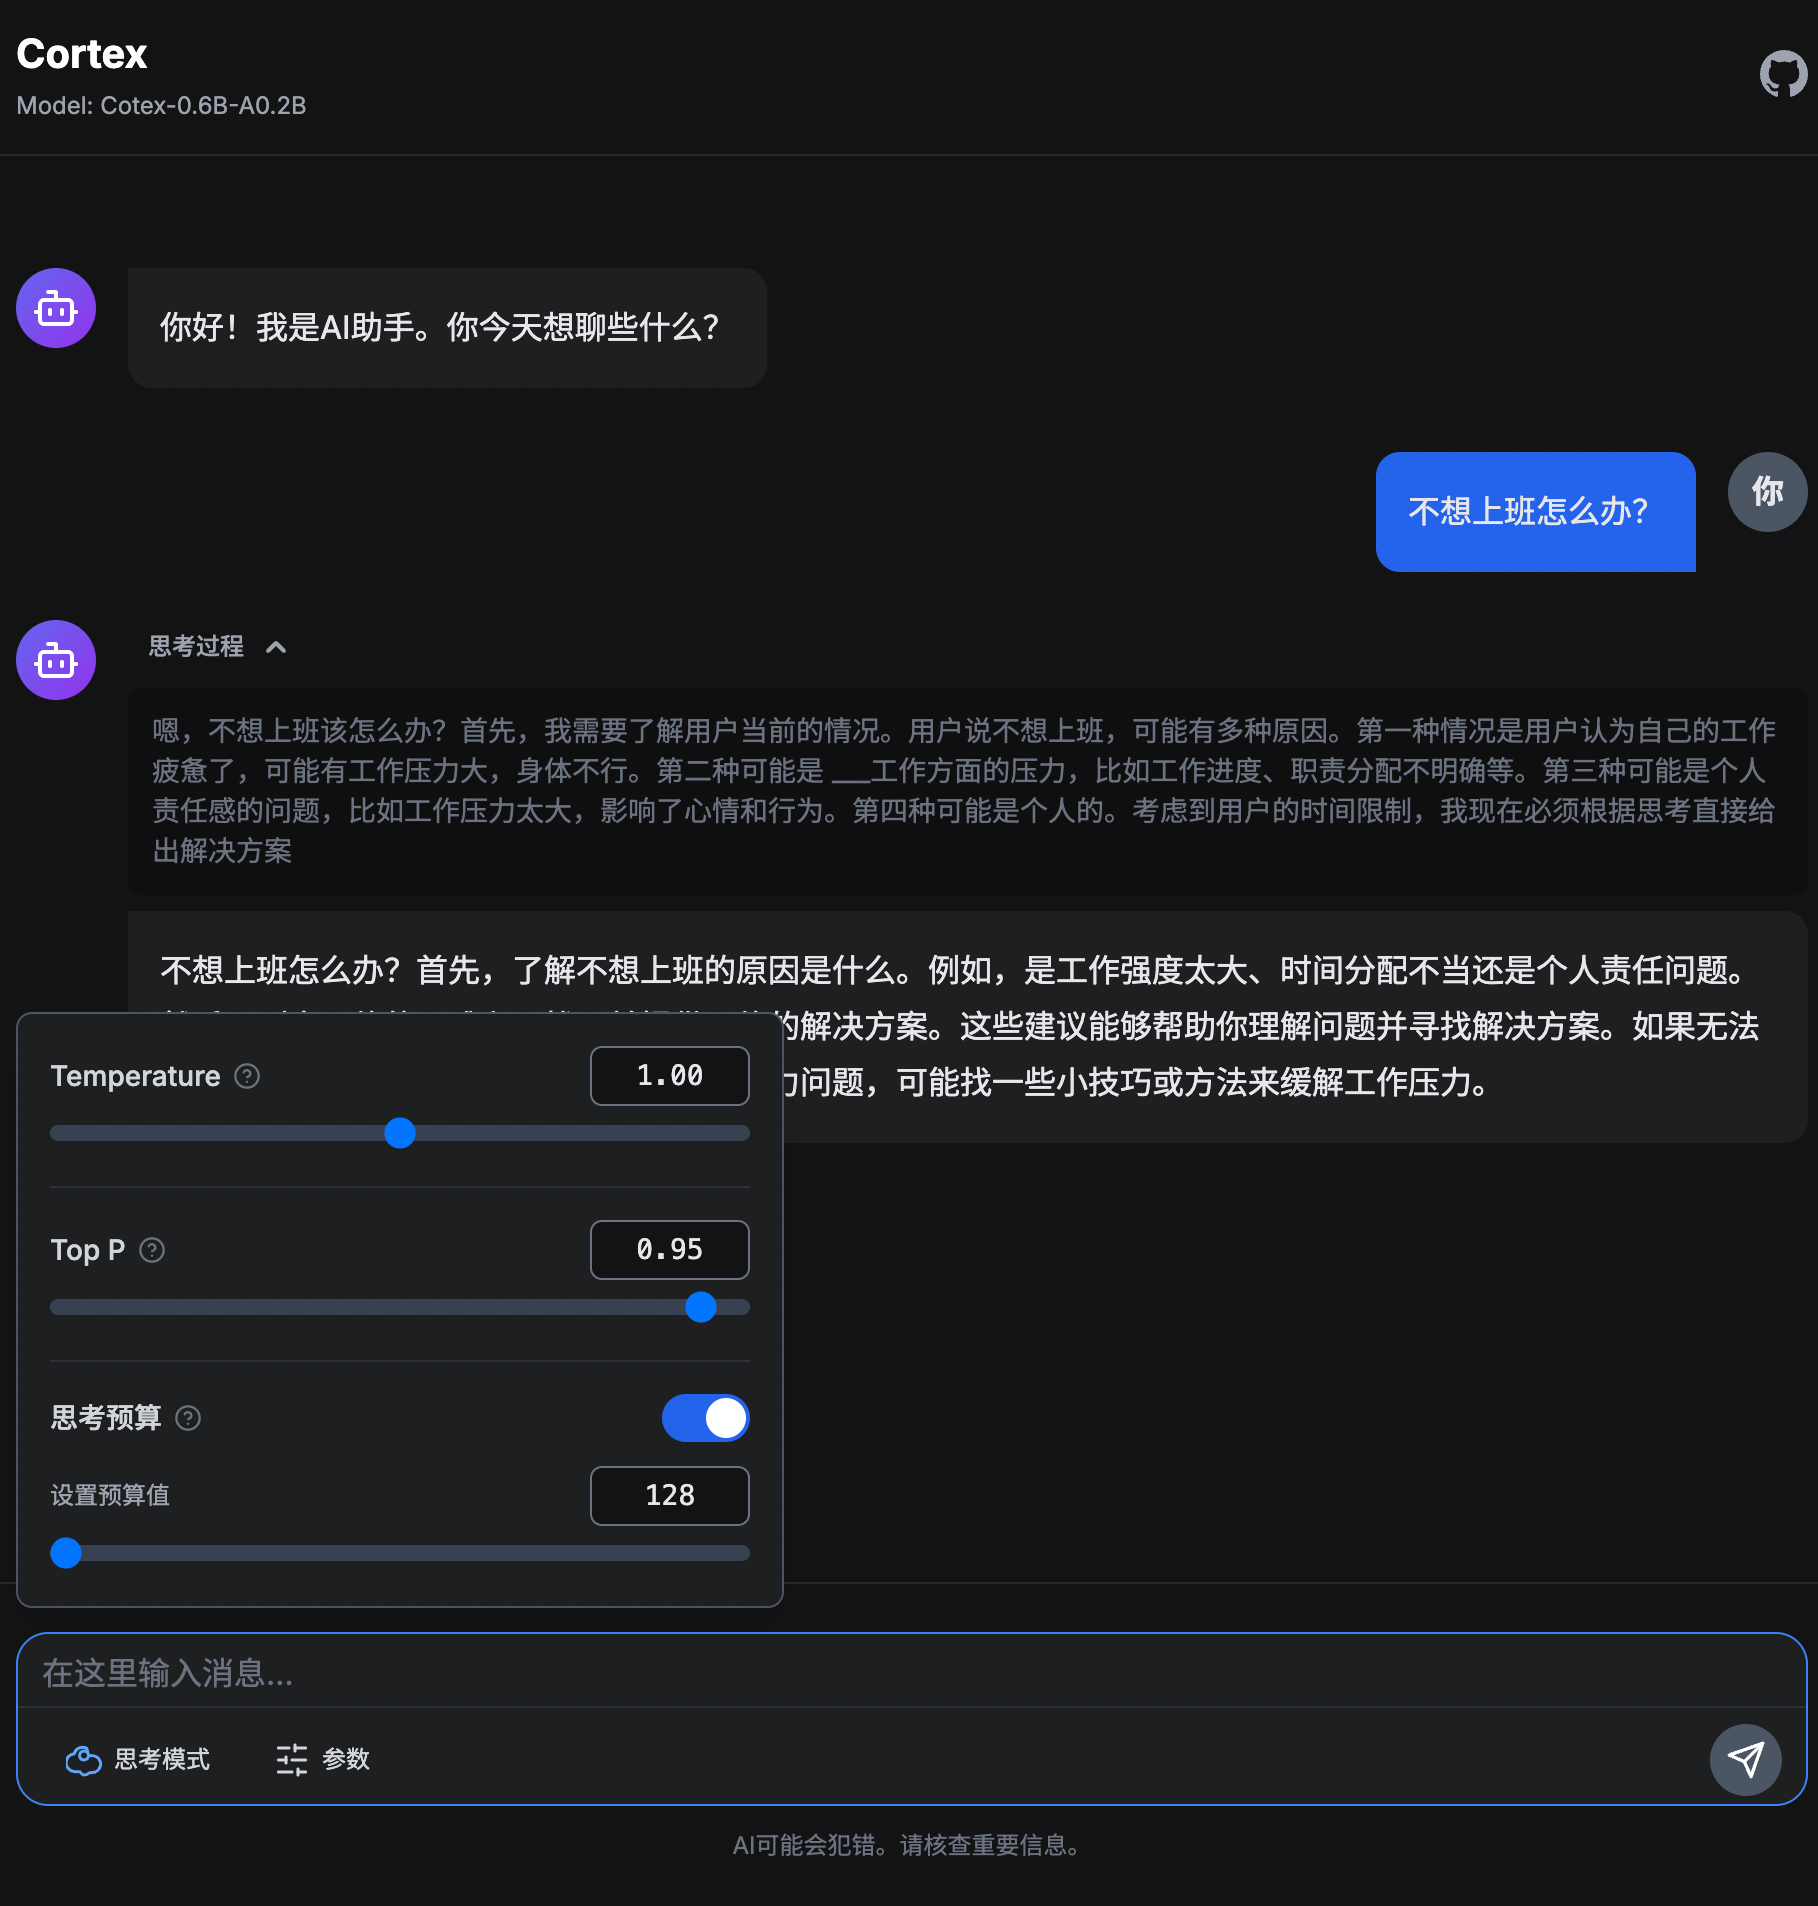 Cortex
Model: Cotex-0.6B-A0.2B
你好！我是AI助手。你今天想聊些什么？
不想上班怎么办？
你
思考过程
嗯，不想上班该怎么办？首先，我需要了解用户当前的情况。用户说不想上班，可能有多种原因。第一种情况是用户认为自己的工作
疲惫了，可能有工作压力大，身体不行。第二种可能是 ___工作方面的压力，比如工作进度、职责分配不明确等。第三种可能是个人
责任感的问题，比如工作压力太大，影响了心情和行为。第四种可能是个人的。考虑到用户的时间限制，我现在必须根据思考直接给
出解决方案
不想上班怎么办？首先，了解不想上班的原因是什么。例如，是工作强度太大、时间分配不当还是个人责任问题。
的解决方案。这些建议能够帮助你理解问题并寻找解决方案。如果无法
问题，可能找一些小技巧或方法来缓解工作压力。
Temperature ?
1.00
Top P ?
0.95
思考预算 ?
设置预算值
128
在这里输入消息...
思考模式
参数
AI可能会犯错。请核查重要信息。